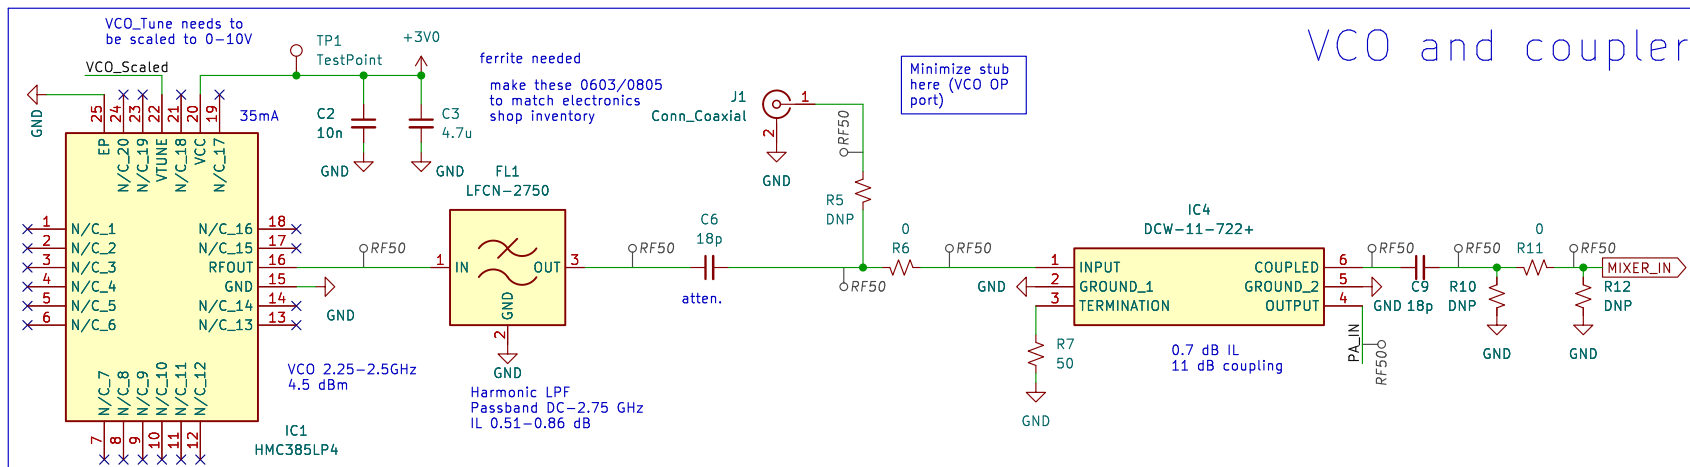 VCO and coupler
VCO_Tune needs to
be scaled to 0-10V
VCO_Scaled
TP1
TestPoint
+3V0
ferrite needed
make these 0603/0805
to match electronics
shop inventory
Minimize stub
here (VCO OP
port)
GND
25
24
23
22
21
20
19
35mA
EP
N/C_20
N/C_19
VTUNE
N/C_18
VCC
N/C_17
C2
10n
GND
C3
4.7u
GND
J1
Conn_Coaxial
1
2
GND
RF50
R5
DNP
1
2
3
4
5
6
N/C_1
N/C_2
N/C_3
N/C_4
N/C_5
N/C_6
N/C_16
N/C_15
RFOUT
GND
N/C_14
N/C_13
18
17
16
15
14
13
GND
RF50
N/C_7
N/C_8
N/C_9
N/C_10
N/C_11
N/C_12
7
8
9
10
11
12
IC1
HMC385LP4
VCO 2.25-2.5GHz
4.5 dBm
FL1
LFCN-2750
1
IN
OUT
3
GND
2
GND
Harmonic LPF
Passband DC-2.75 GHz
IL 0.51-0.86 dB
RF50
C6
18p
atten.
RF50
0
R6
RF50
IC4
DCW-11-722+
1
2
3
INPUT
GROUND_1
TERMINATION
COUPLED
GROUND_2
OUTPUT
6
5
4
GND
R7
50
GND
0.7 dB IL
11 dB coupling
PA_IN
RF50
RF50
GND
C9
18p
RF50
R10
DNP
GND
0
R11
RF50
MIXER_IN
R12
DNP
GND